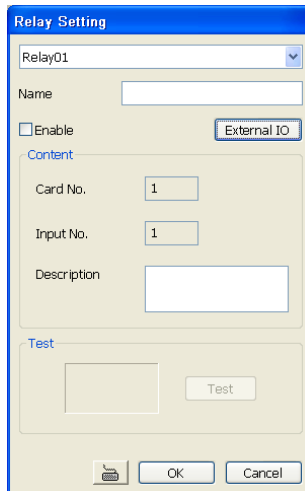 Relay Setting
Relay01
Name
Enable
External IO
Content
Card No.
1
Input No.
1
Description
Test
Test
OK
Cancel